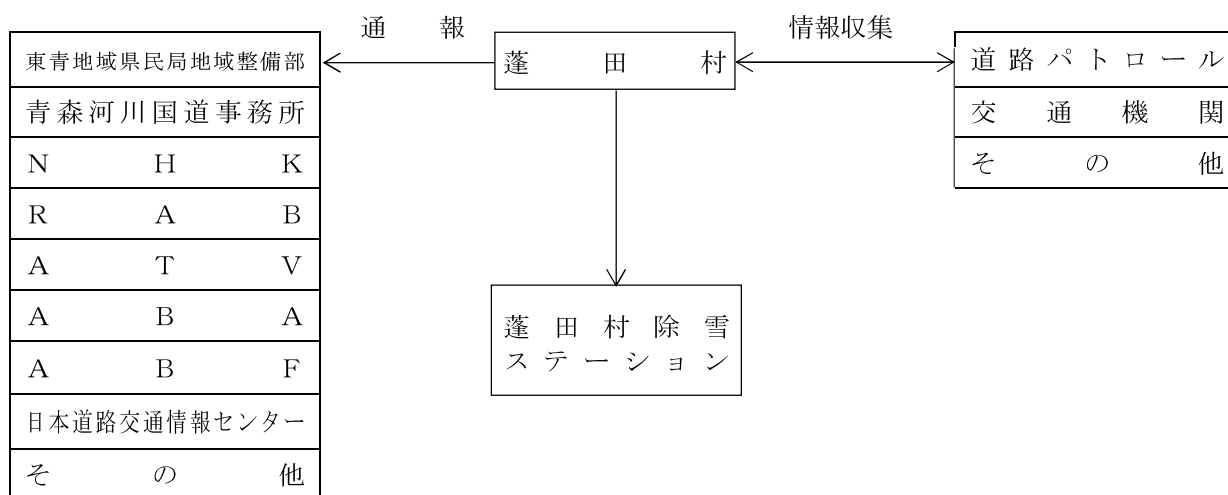 通報
情報収集
東青地域県民局地域整備部
青森河川国道事務所
NHK
RAB
ATV
ABA
ABF
日本道路交通情報センター
その他
蓬田村
蓬田村除雪
ステーション
道路パトロール
交通機関
その他